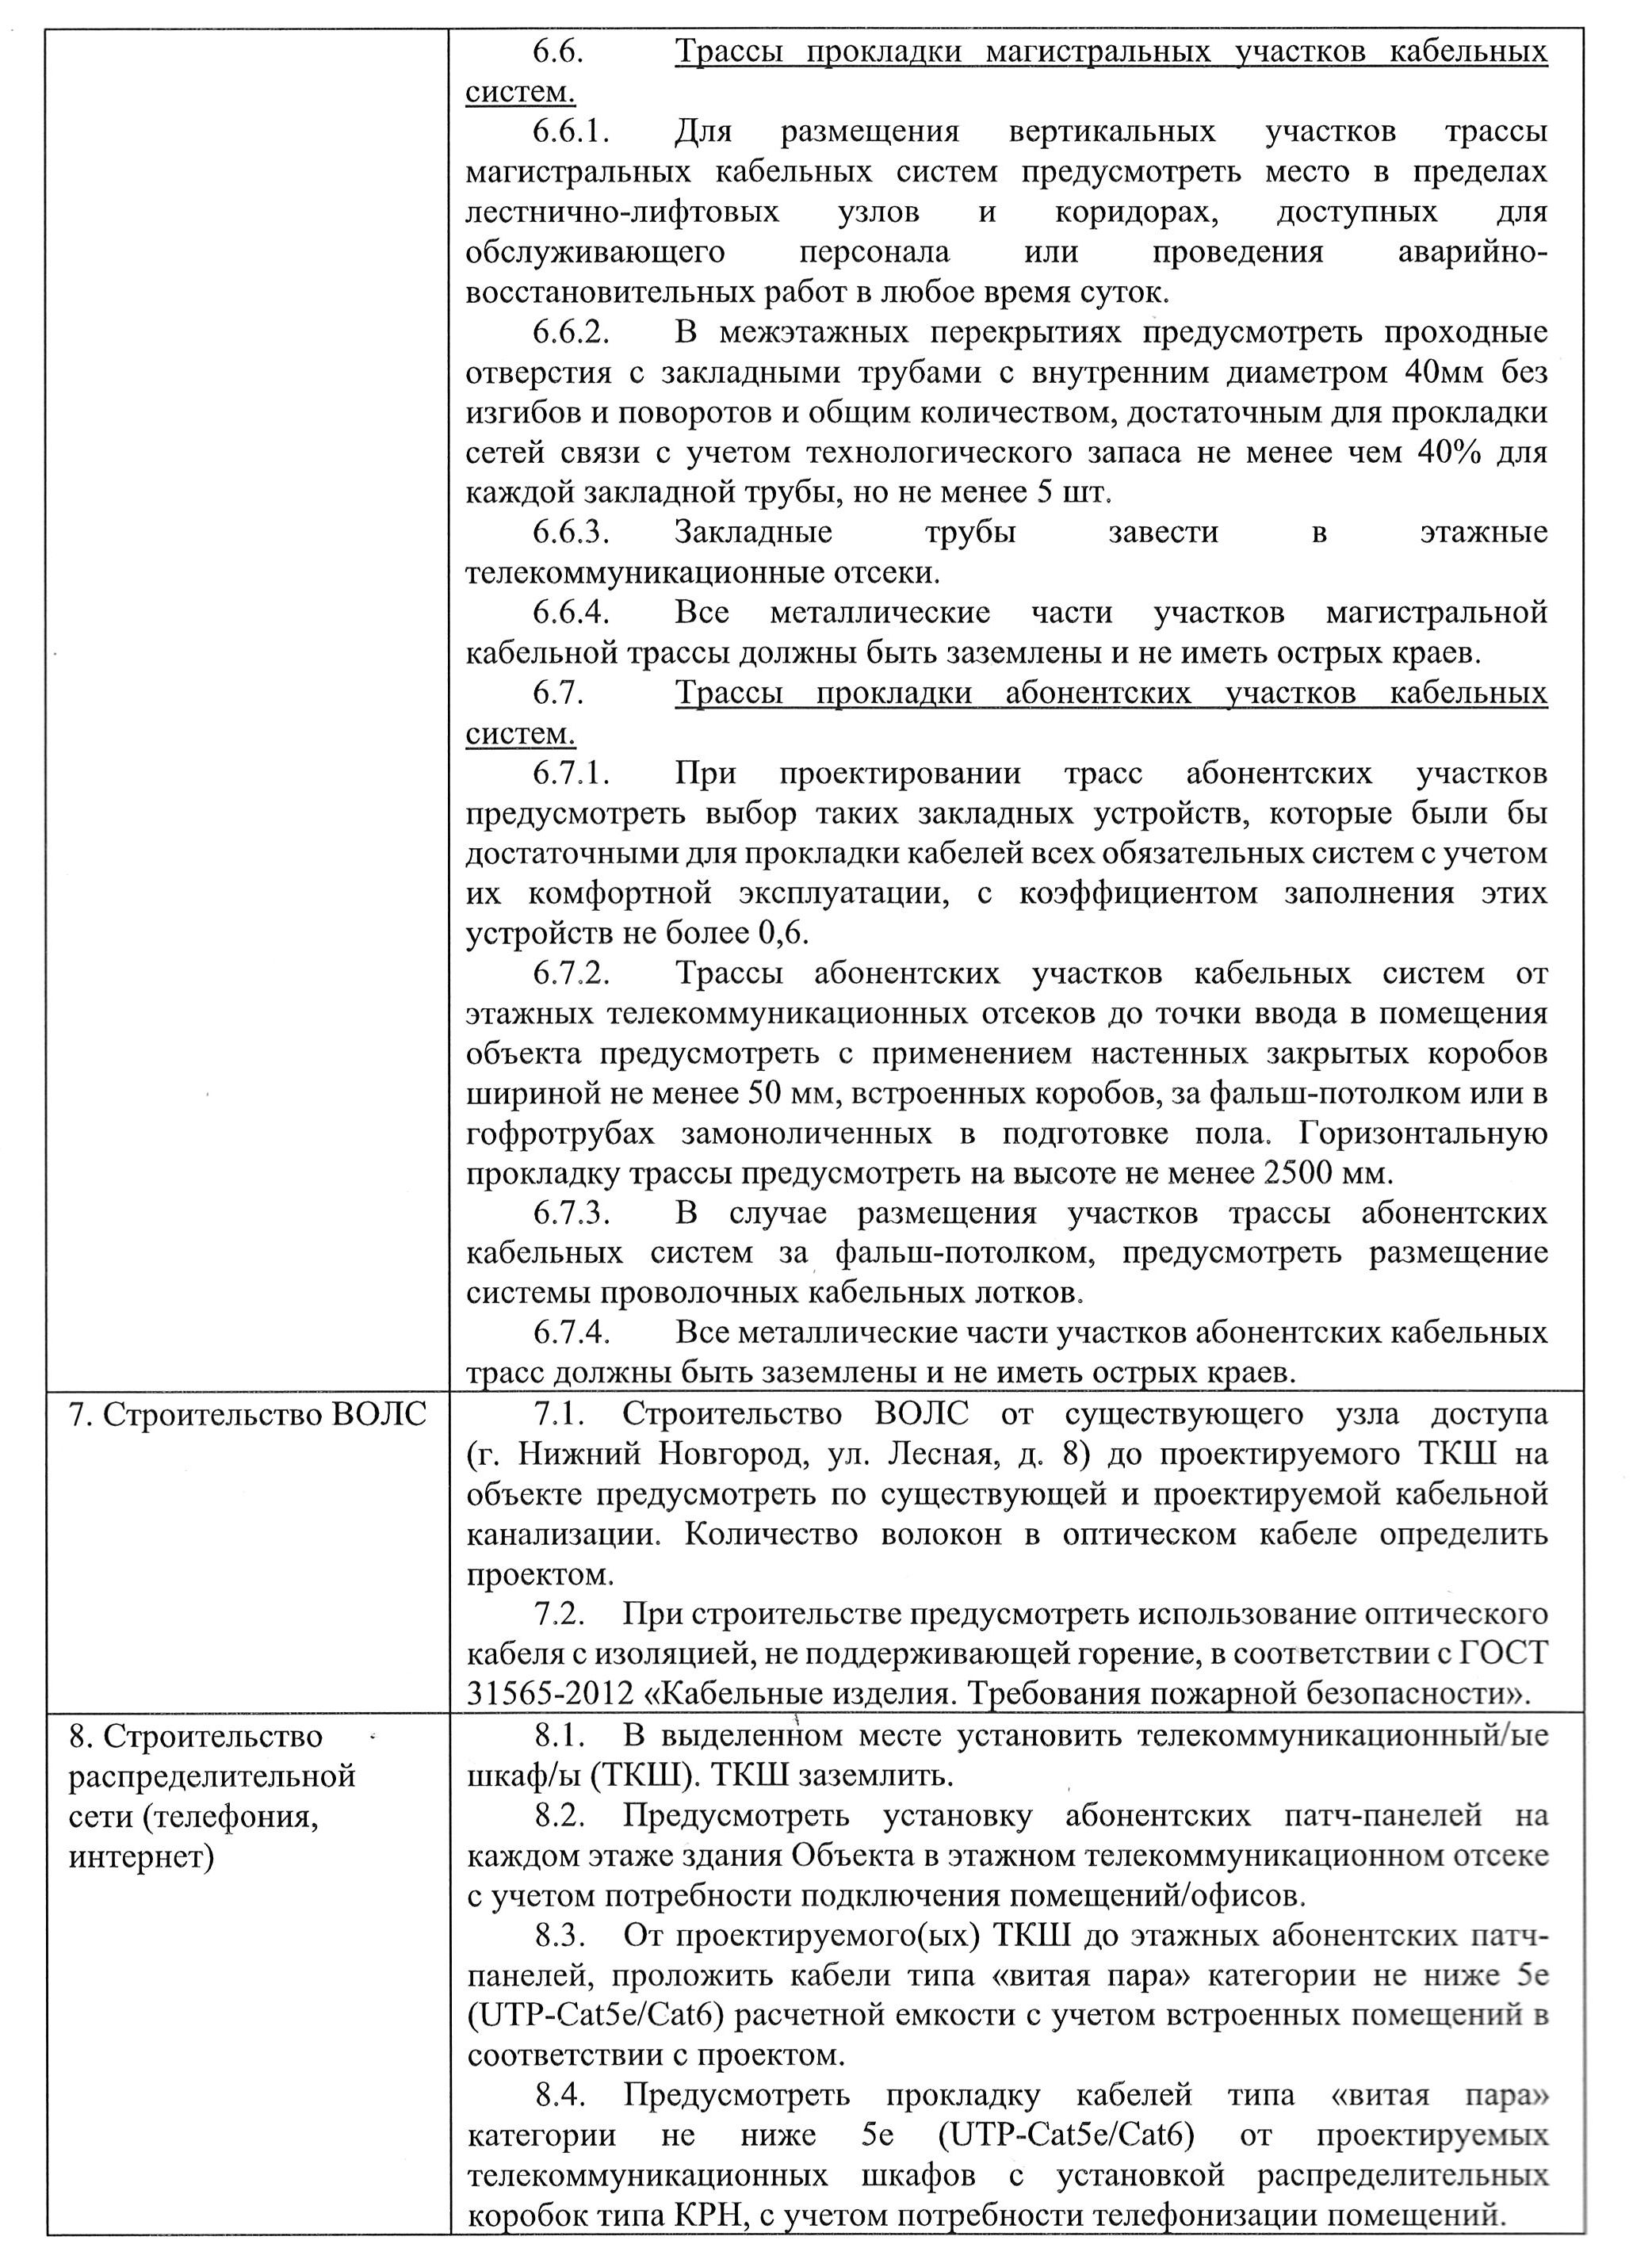 6.6. Трассы прокладки магистральных участков кабельных
систем.
6.6.1. Для размещения вертикальных участков трассы
магистральных кабельных систем предусмотреть место в пределах
лестнично-лифтовых узлов и коридорах, доступных для
обслуживающего персонала или проведения аварийно-
восстановительных работ в любое время суток.
6.6.2. В межэтажных перекрытиях предусмотреть проходные
отверстия с закладными трубами с внутренним диаметром 40мм без
изгибов и поворотов и общим количеством, достаточным для прокладки
сетей связи с учетом технологического запаса не менее чем 40% для
каждой закладной трубы, но не менее 5 шт.
6.6.3. Закладные трубы завести в этажные
телекоммуникационные отсеки.
6.6.4. Все металлические части участков магистральной
кабельной трассы должны быть заземлены и не иметь острых краев.
6.7. Трассы прокладки абонентских участков кабельных
систем.
6.7.1. При проектировании трасс абонентских участков
предусмотреть выбор таких закладных устройств, которые были бы
достаточными для прокладки кабелей всех обязательных систем с учетом
их комфортной эксплуатации, с коэффициентом заполнения этих
устройств не более 0,6.
6.7.2. Трассы абонентских участков кабельных систем от
этажных телекоммуникационных отсеков до точки ввода в помещения
объекта предусмотреть с применением настенных закрытых коробов
шириной не менее 50 мм, встроенных коробов, за фальш-потолком или в
гофротрубах замоноличенных в подготовке пола. Горизонтальную
прокладку трассы предусмотреть на высоте не менее 2500 мм.
6.7.3. В случае размещения участков трассы абонентских
кабельных систем за фальш-потолком, предусмотреть размещение
системы проволочных кабельных лотков.
6.7.4. Все металлические части участков абонентских кабельных
трасс должны быть заземлены и не иметь острых краев.
7. Строительство ВОЛС
7.1. Строительство ВОЛС от существующего узла доступа
(г. Нижний Новгород, ул. Лесная, д. 8) до проектируемого ТКШ на
объекте предусмотреть по существующей и проектируемой кабельной
канализации. Количество волокон в оптическом кабеле определить
проектом.
7.2. При строительстве предусмотреть использование оптического
кабеля с изоляцией, не поддерживающей горение, в соответствии с ГОСТ
31565-2012 «Кабельные изделия. Требования пожарной безопасности».
8. Строительство
распределительной
сети (телефония,
интернет)
8.1. В выделенном месте установить телекоммуникационный/ые
шкаф/ы (ТКШ). ТКШ заземлить.
8.2. Предусмотреть установку абонентских патч-панелей на
каждом этаже здания Объекта в этажном телекоммуникационном отсеке
с учетом потребности подключения помещений/офисов.
8.3. От проектируемого(ых) ТКШ до этажных абонентских патч-
панелей, проложить кабели типа «витая пара» категории не ниже 5е
(UTP-Cat5e/Cat6) расчетной емкости с учетом встроенных помещений в
соответствии с проектом.
8.4. Предусмотреть прокладку кабелей типа «витая пара»
категории не ниже 5е (UTP-Cat5e/Cat6) от проектируемых
телекоммуникационных шкафов с установкой распределительных
коробок типа КРН, с учетом потребности телефонизации помещений.